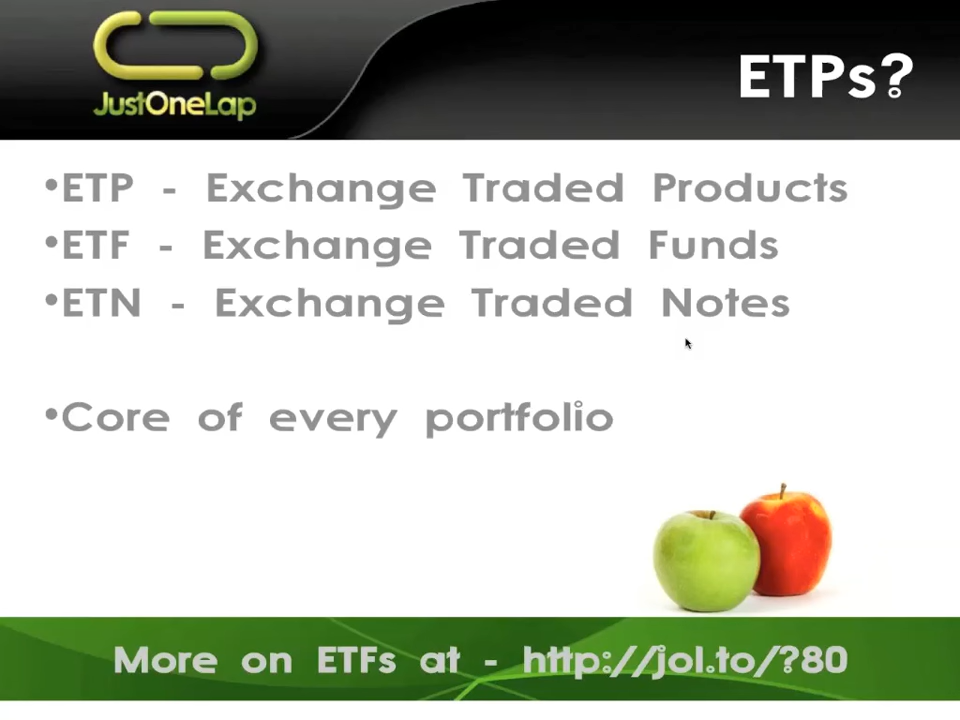 JustOneLap
ETPs?
•ETP - Exchange Traded Products
•ETF - Exchange Traded Funds
•ETN - Exchange Traded Notes
•Core of every portfolio
More on ETFs at - http://jol.to/?80